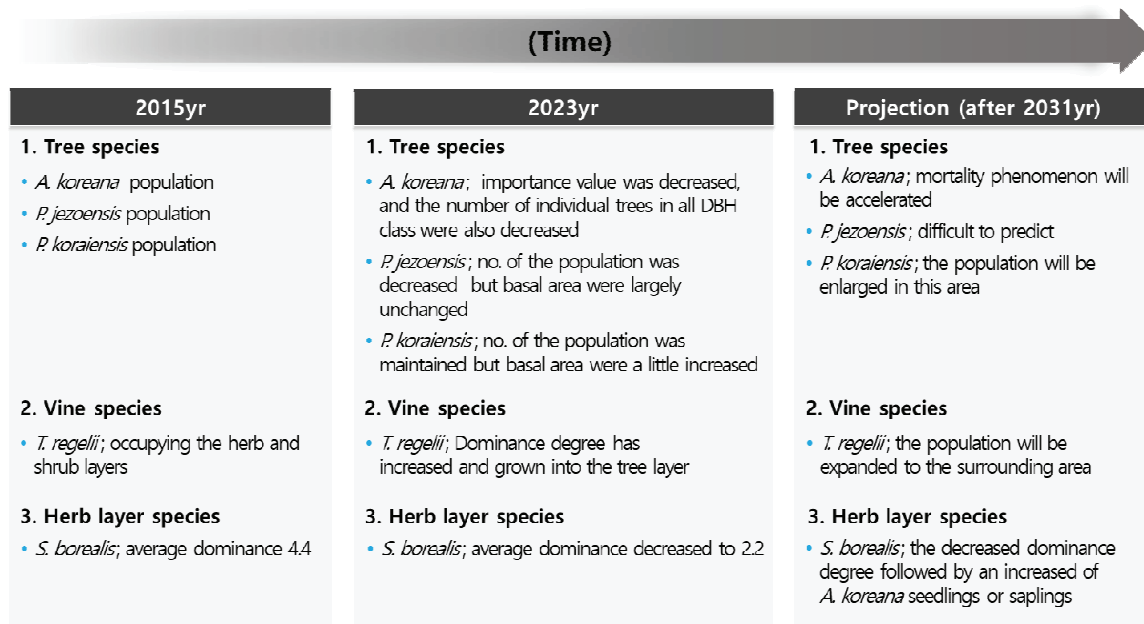 (Time)
2015yr
1. Tree species
• A. koreana population
• P. jezoensis population
• P. koraiensis population
2. Vine species
• T. regelii; occupying the herb and
shrub layers
3. Herb layer species
• S. borealis; average dominance 4.4
2023yr
1. Tree species
• A. koreana; importance value was decreased,
and the number of individual trees in all DBH
class were also decreased
• P. jezoensis; no. of the population was
decreased but basal area were largely
unchanged
• P. koraiensis; no. of the population was
maintained but basal area were a little increased
2. Vine species
• T. regelii; Dominance degree has
increased and grown into the tree layer
3. Herb layer species
• S. borealis; average dominance decreased to 2.2
Projection (after 2031yr)
1. Tree species
• A. koreana; mortality phenomenon will
be accelerated
• P. jezoensis; difficult to predict
• P. koraiensis; the population will be
enlarged in this area
2. Vine species
• T. regelii; the population will be
expanded to the surrounding area
3. Herb layer species
• S. borealis; the decreased dominance
degree followed by an increased of
A. koreana seedlings or saplings